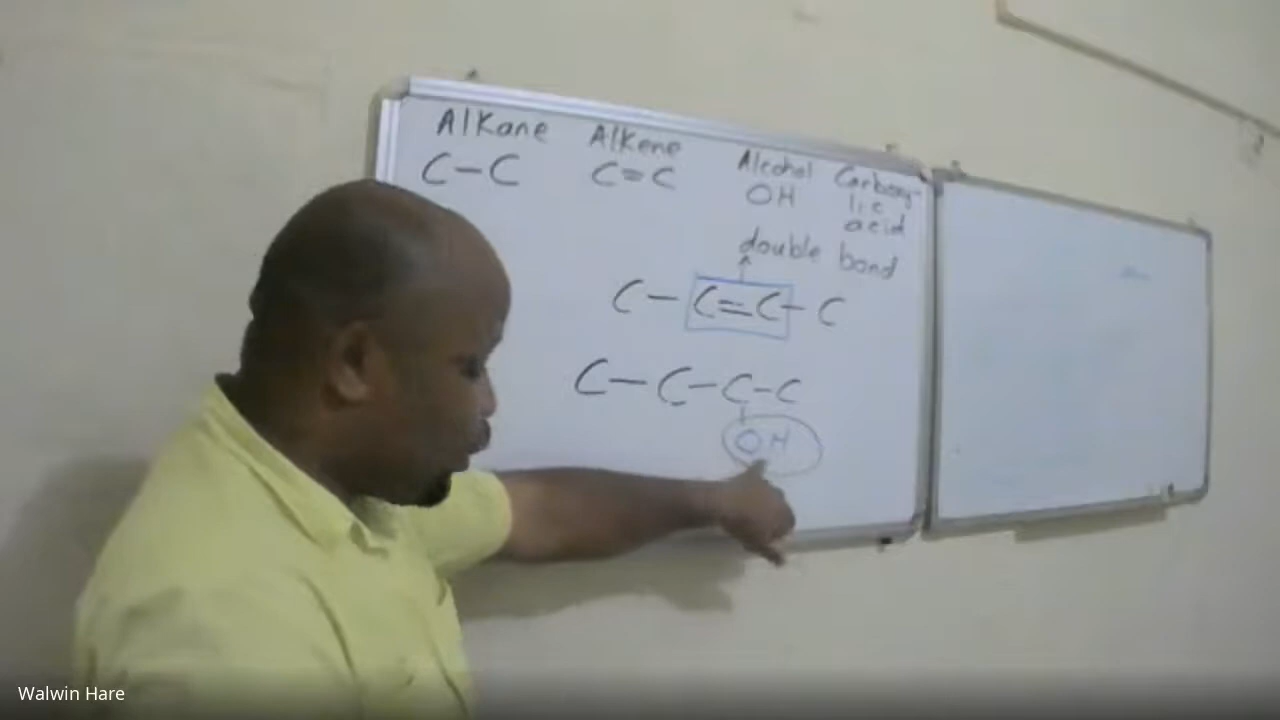 Alkane Alkene Alcohol Carboxy-
C-C C=C OH lic
acid
double bond
C-C=C-C
C-C-C-C
OH
Walwin Hare